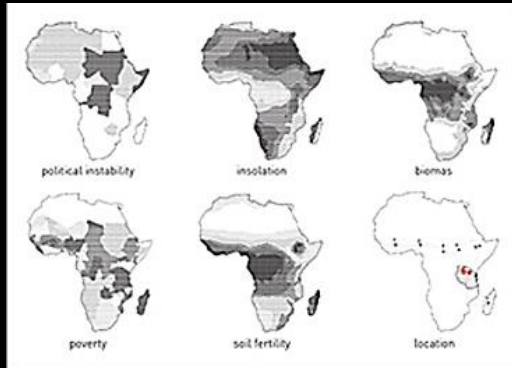 political instability
insolation
biomas
poverty
soil fertility
location